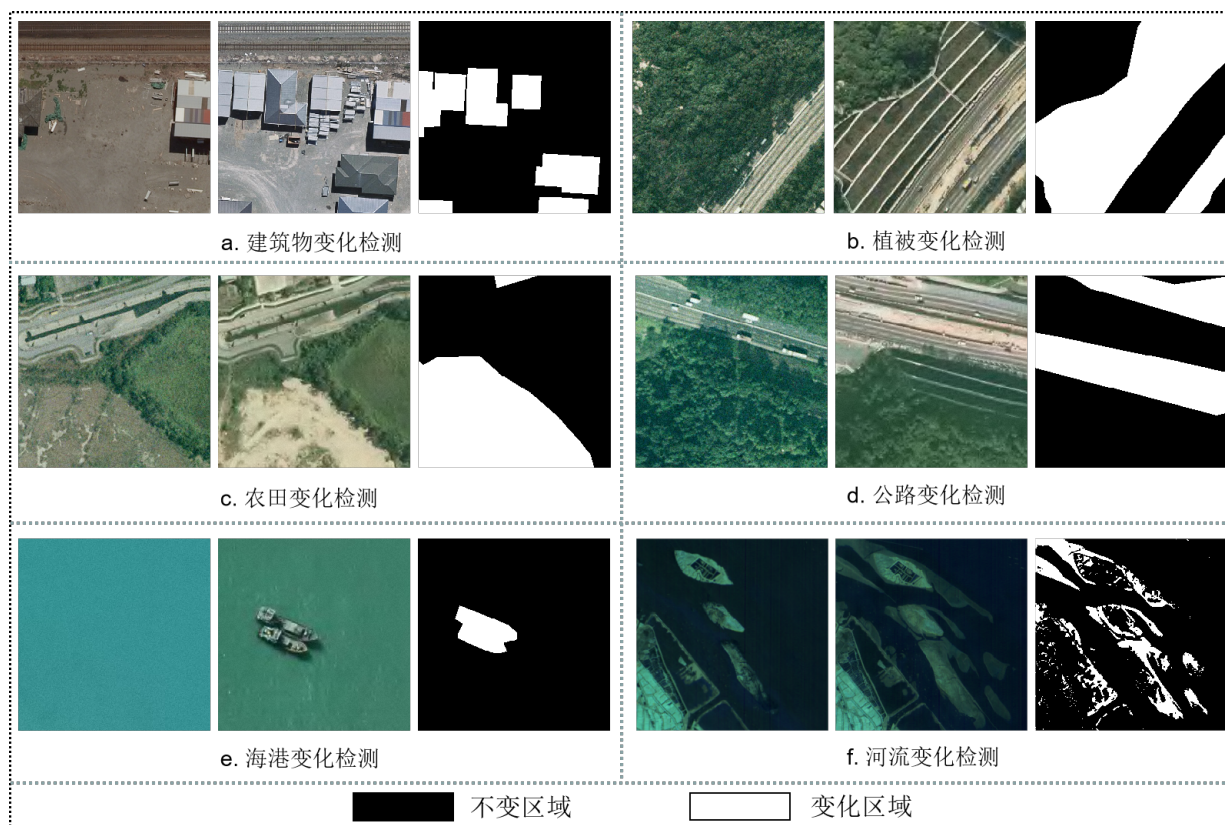 a. 建筑物变化检测
b. 植被变化检测
c. 农田变化检测
d. 公路变化检测
e. 海港变化检测
f. 河流变化检测
不变区域
变化区域